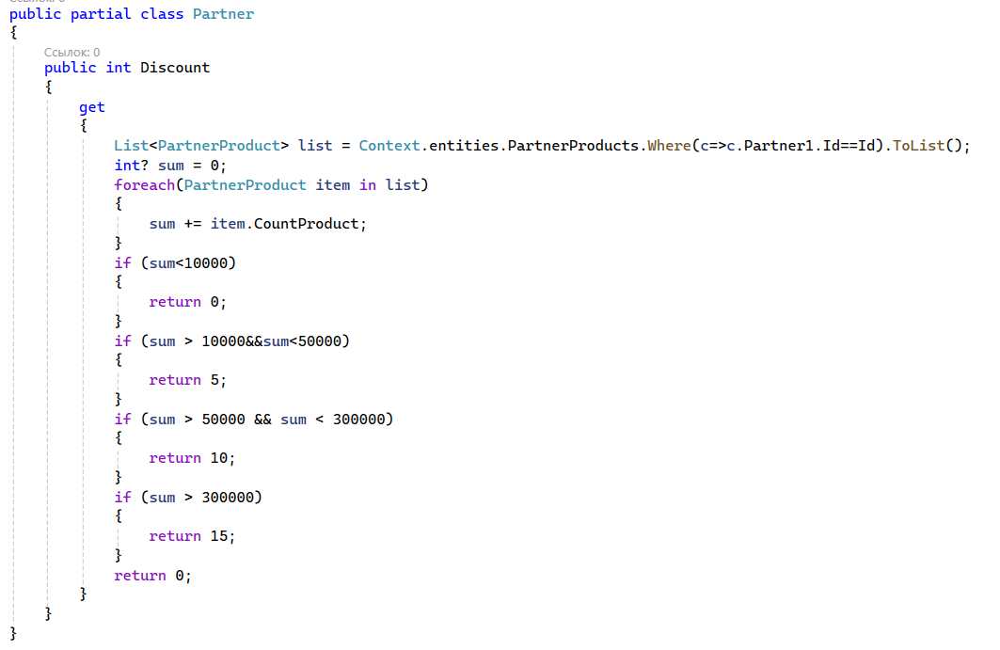 Ссылок: 0
public partial class Partner
{
Ссылок: 0
public int Discount
{
get
{
List<PartnerProduct> list = Context.entities.PartnerProducts.Where(c=>c.Partner1.Id==Id).ToList();
int? sum = 0;
foreach(PartnerProduct item in list)
{
sum += item.CountProduct;
}
if (sum<10000)
{
return 0;
}
if (sum > 10000&&sum<50000)
{
return 5;
}
if (sum > 50000 && sum < 300000)
{
return 10;
}
if (sum > 300000)
{
return 15;
}
return 0;
}
}
}